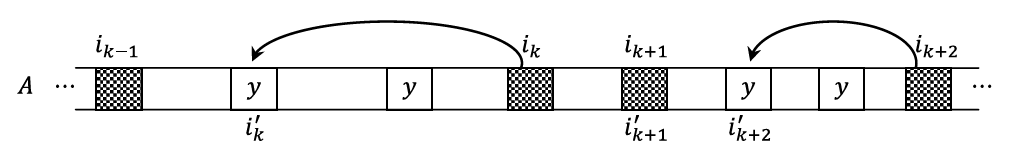 i_{k-1} i_k i_{k+1} i_{k+2}
A ... y y y y ...
i'_k i'_{k+1} i'_{k+2}